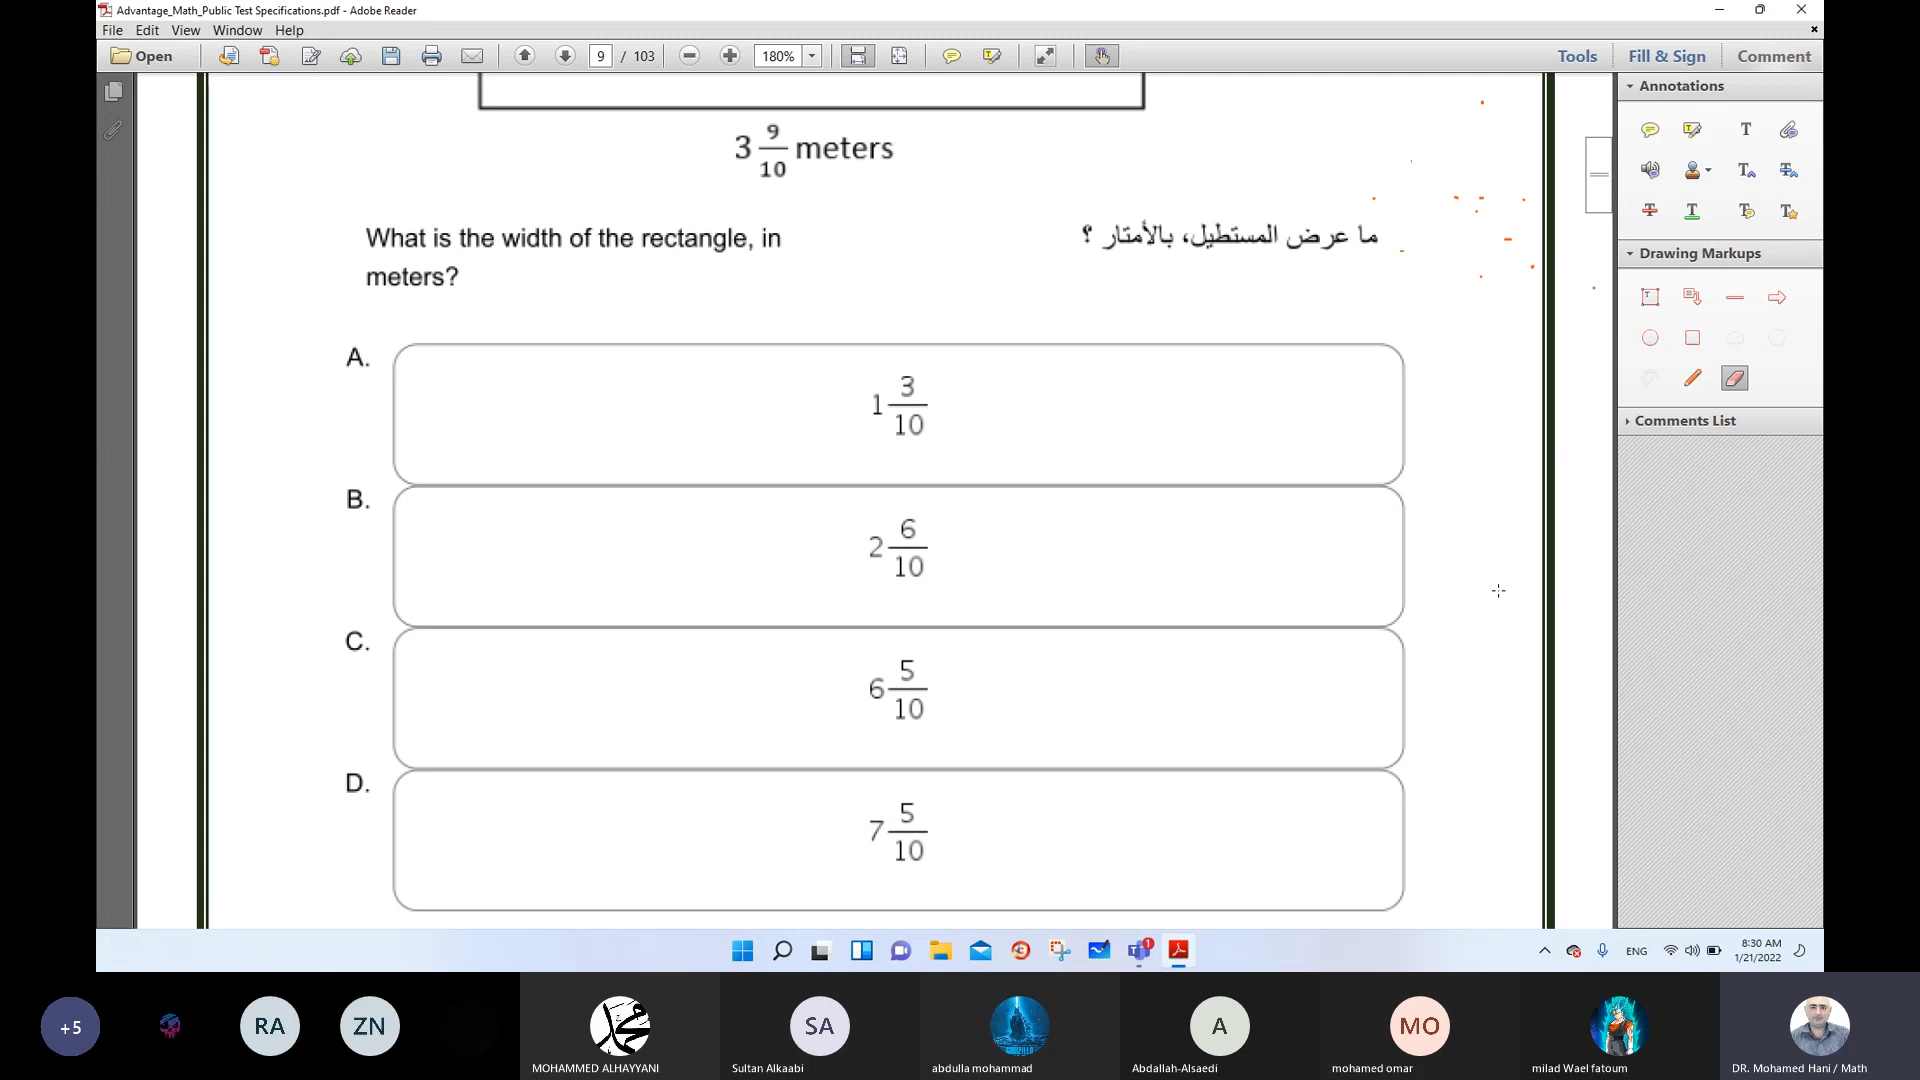 Advantage_Math_Public Test Specifications.pdf - Adobe Reader
File Edit View Window Help
Open 9 / 103 180% Tools Fill & Sign Comment
Annotations
3 9/10 meters
What is the width of the rectangle, in
meters?
ما عرض المستطيل، بالأمتار ؟
Drawing Markups
Comments List
A.
1 3/10
B.
2 6/10
C.
6 5/10
D.
7 5/10
1
ENG
8:30 AM
1/21/2022
+5
RA
ZN
SA
A
MO
MOHAMMED ALHAYYANI
Sultan Alkaabi
abdulla mohammad
Abdallah-Alsaedi
mohamed omar
milad Wael fatoum
DR. Mohamed Hani / Math